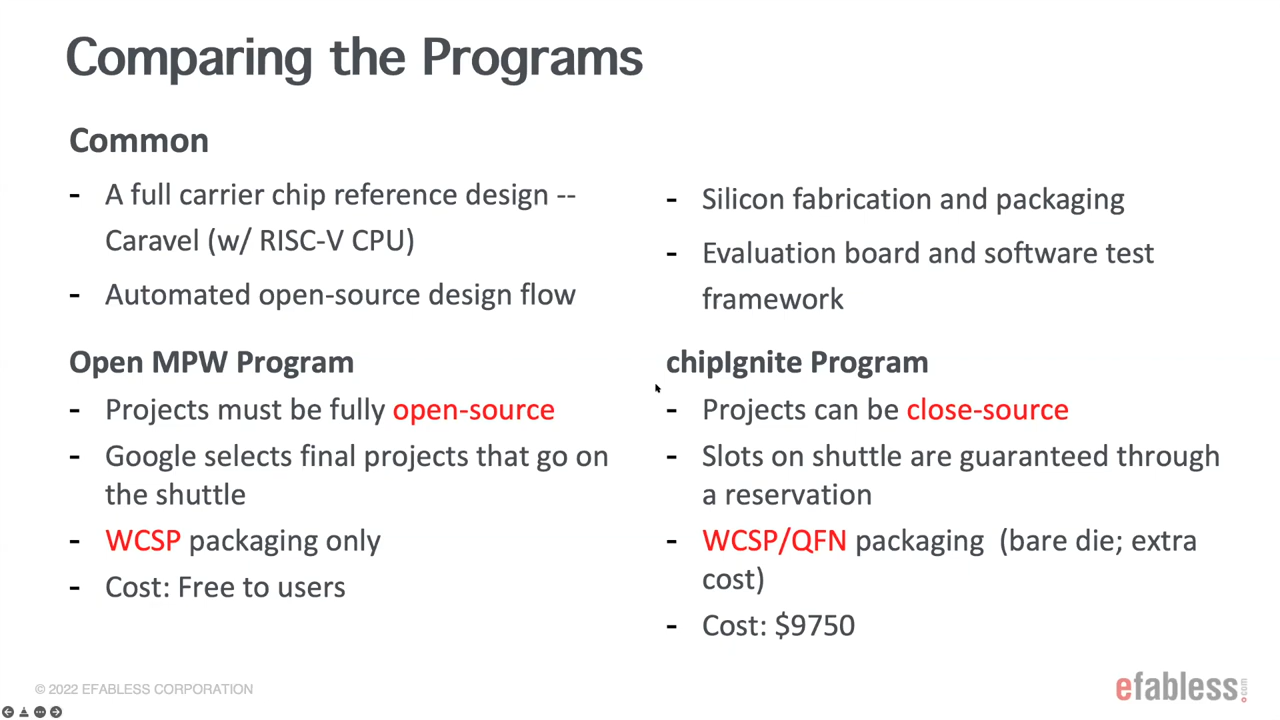 Comparing the Programs
Common
- A full carrier chip reference design --
Caravel (w/ RISC-V CPU)
- Automated open-source design flow
- Silicon fabrication and packaging
- Evaluation board and software test
framework
Open MPW Program
- Projects must be fully open-source
- Google selects final projects that go on
the shuttle
- WCSP packaging only
- Cost: Free to users
chipIgnite Program
- Projects can be close-source
- Slots on shuttle are guaranteed through
a reservation
- WCSP/QFN packaging (bare die; extra
cost)
- Cost: $9750
© 2022 EFABLESS CORPORATION
efabless.com